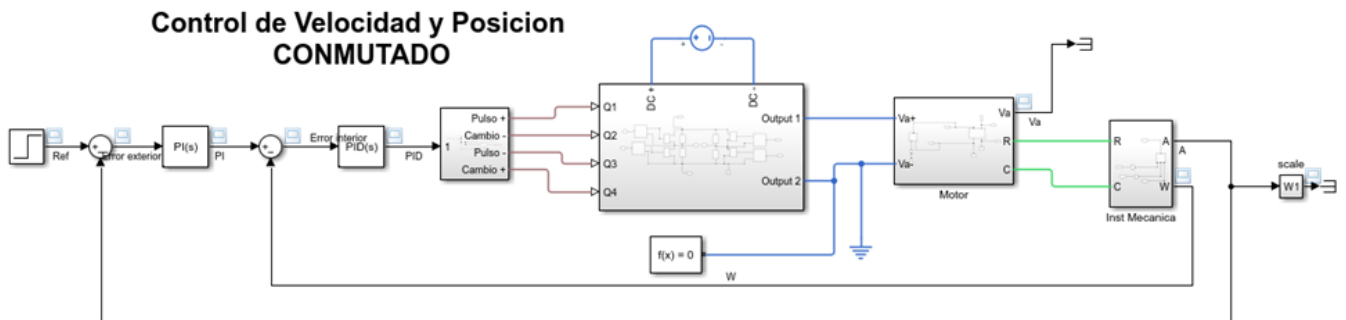 Control de Velocidad y Posicion
CONMUTADO
Ref
Error exterior
PI(s)
PI
Error interior
PID(s)
PID
1
Pulso +
Cambio -
Pulso -
Cambio +
Q1
Q2
Q3
Q4
DC +
DC -
Output 1
Output 2
f(x) = 0
Va+
Va-
Va
R
C
Motor
Va
R
C
A
W
Inst Mecanica
A
scale
W1
W